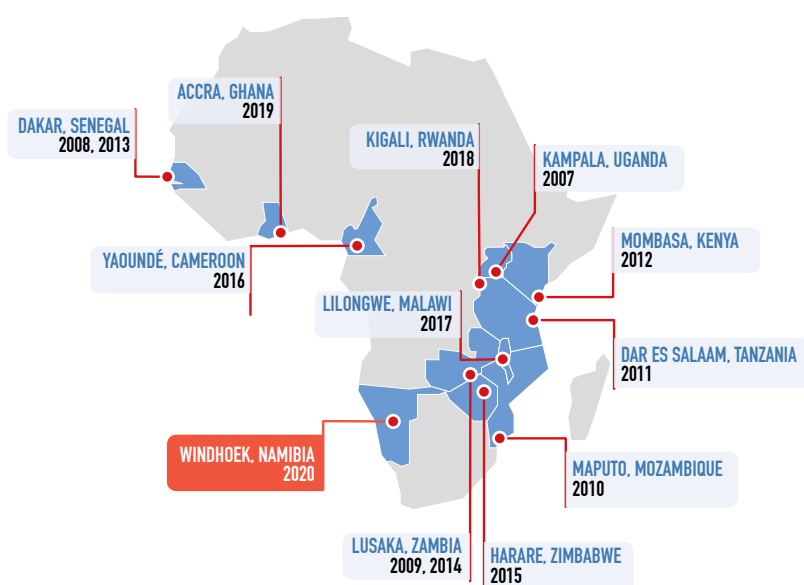 ACCRA, GHANA
2019
DAKAR, SENEGAL
2008, 2013
KIGALI, RWANDA
2018
KAMPALA, UGANDA
2007
YAOUNDÉ, CAMEROON
2016
MOMBASA, KENYA
2012
LILONGWE, MALAWI
2017
DAR ES SALAAM, TANZANIA
2011
WINDHOEK, NAMIBIA
2020
MAPUTO, MOZAMBIQUE
2010
LUSAKA, ZAMBIA
2009, 2014
HARARE, ZIMBABWE
2015